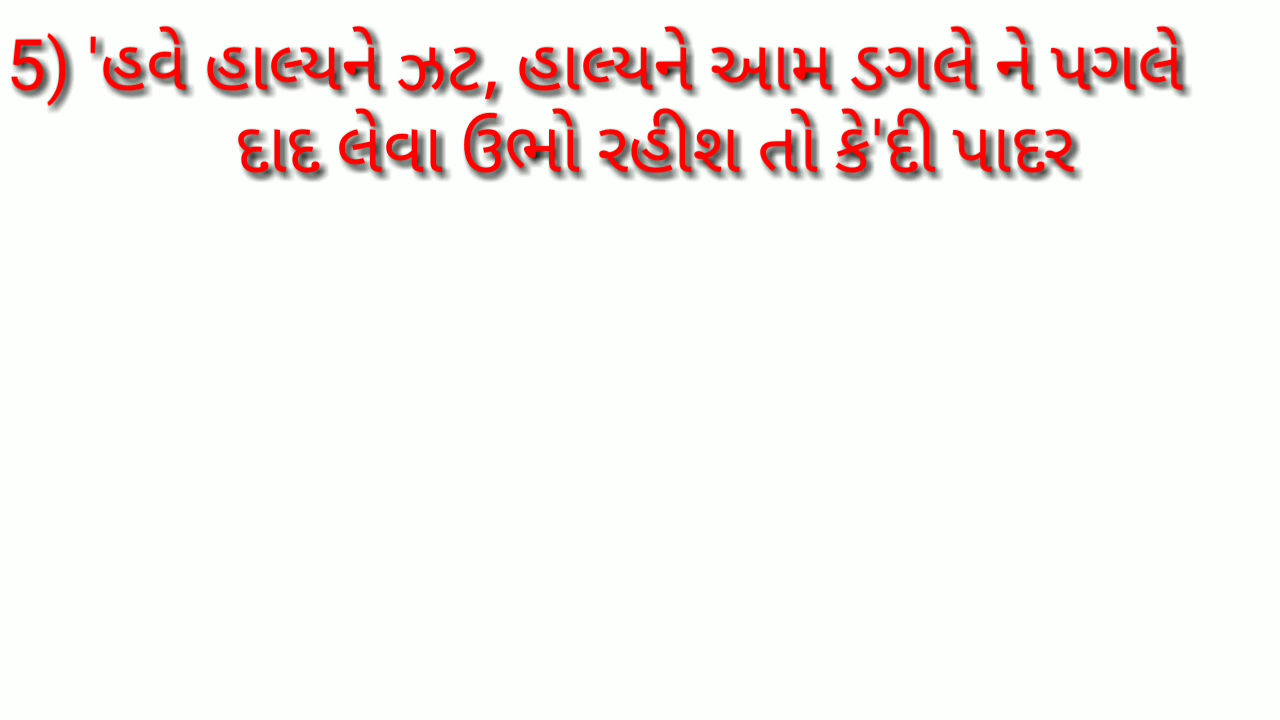 5) 'હવે હાલ્યને ઝટ, હાલ્યને આમ ડગલે ને પગલે
દાદ લેવા ઉભો રહીશ તો કે'દી પાદર